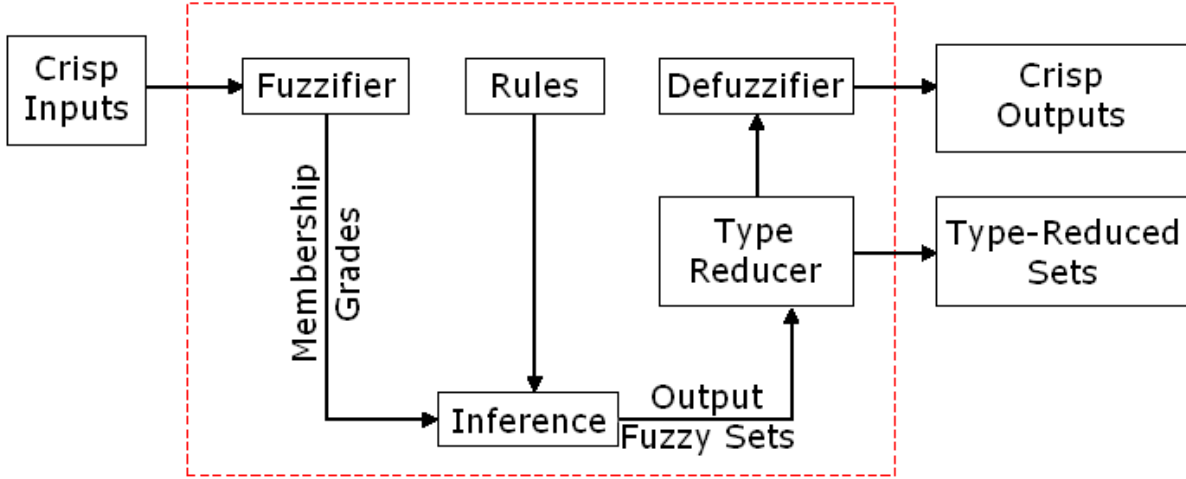 Crisp
Inputs
Fuzzifier
Rules
Defuzzifier
Crisp
Outputs
Membership
Grades
Type
Reducer
Type-Reduced
Sets
Inference
Output
Fuzzy Sets